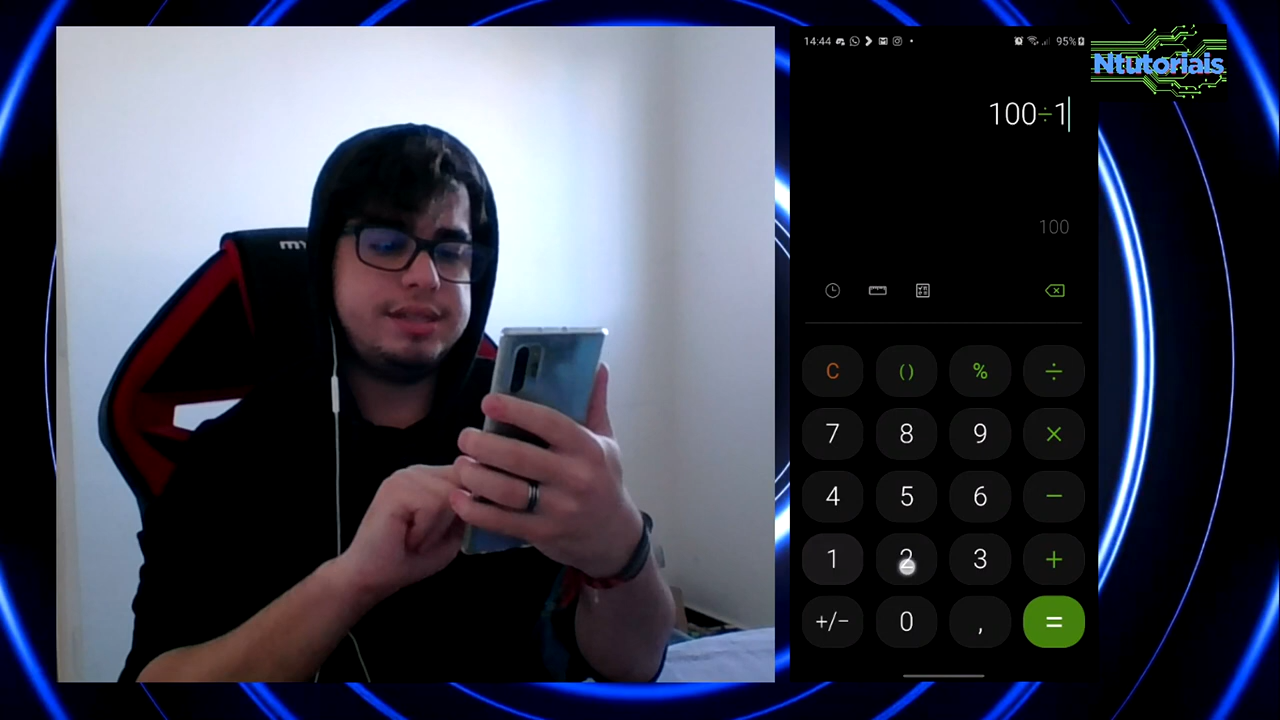 14:44
95%
Ntutoriais
100÷1
100
C () % ÷
7 8 9 ×
4 5 6 −
1 2 3 +
+/− 0 , =